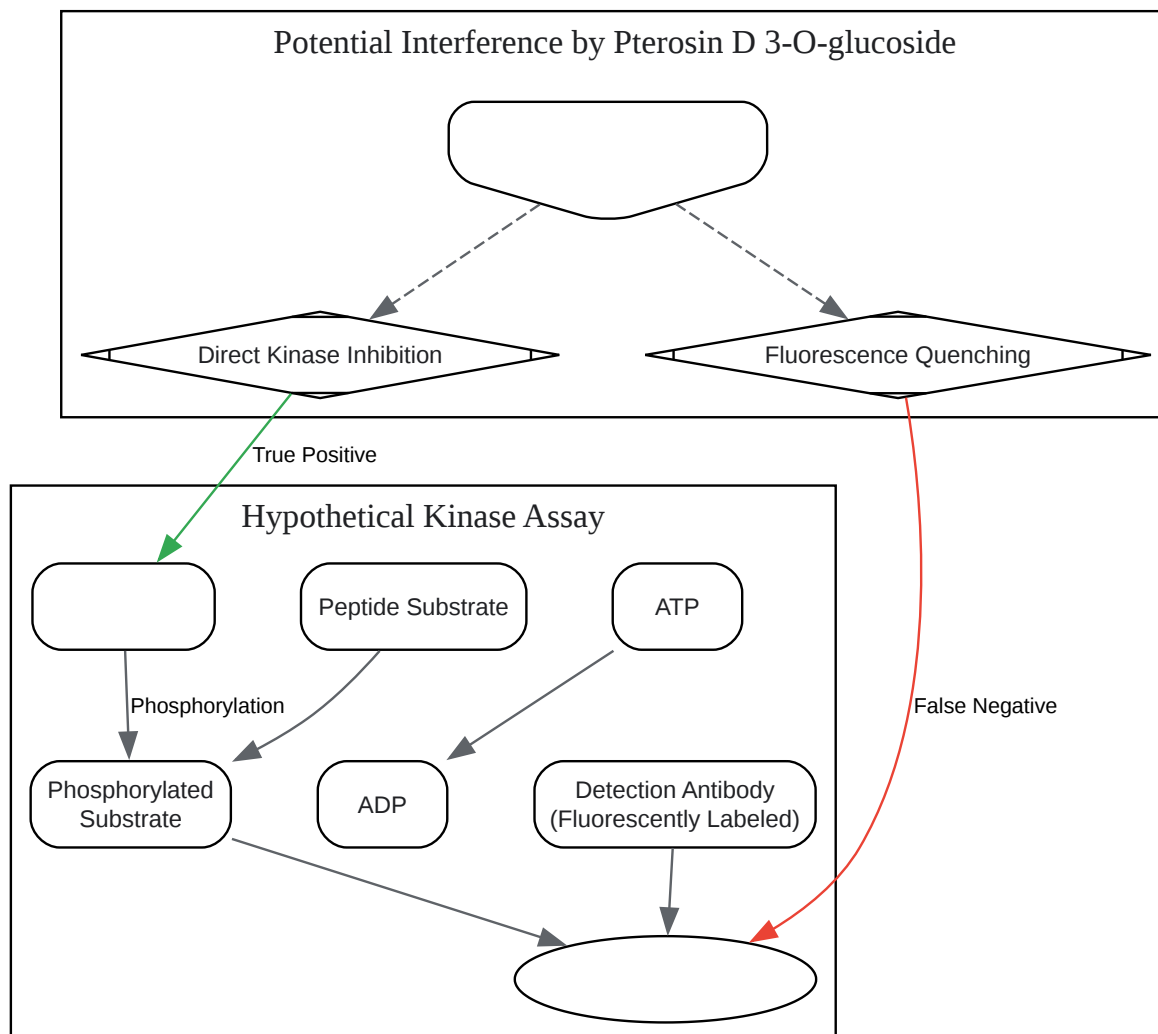 Potential Interference by Pterosin D 3-O-glucoside
Direct Kinase Inhibition
Fluorescence Quenching
True Positive
Hypothetical Kinase Assay
Peptide Substrate
ATP
Phosphorylation
False Negative
Phosphorylated
Substrate
ADP
Detection Antibody
(Fluorescently Labeled)